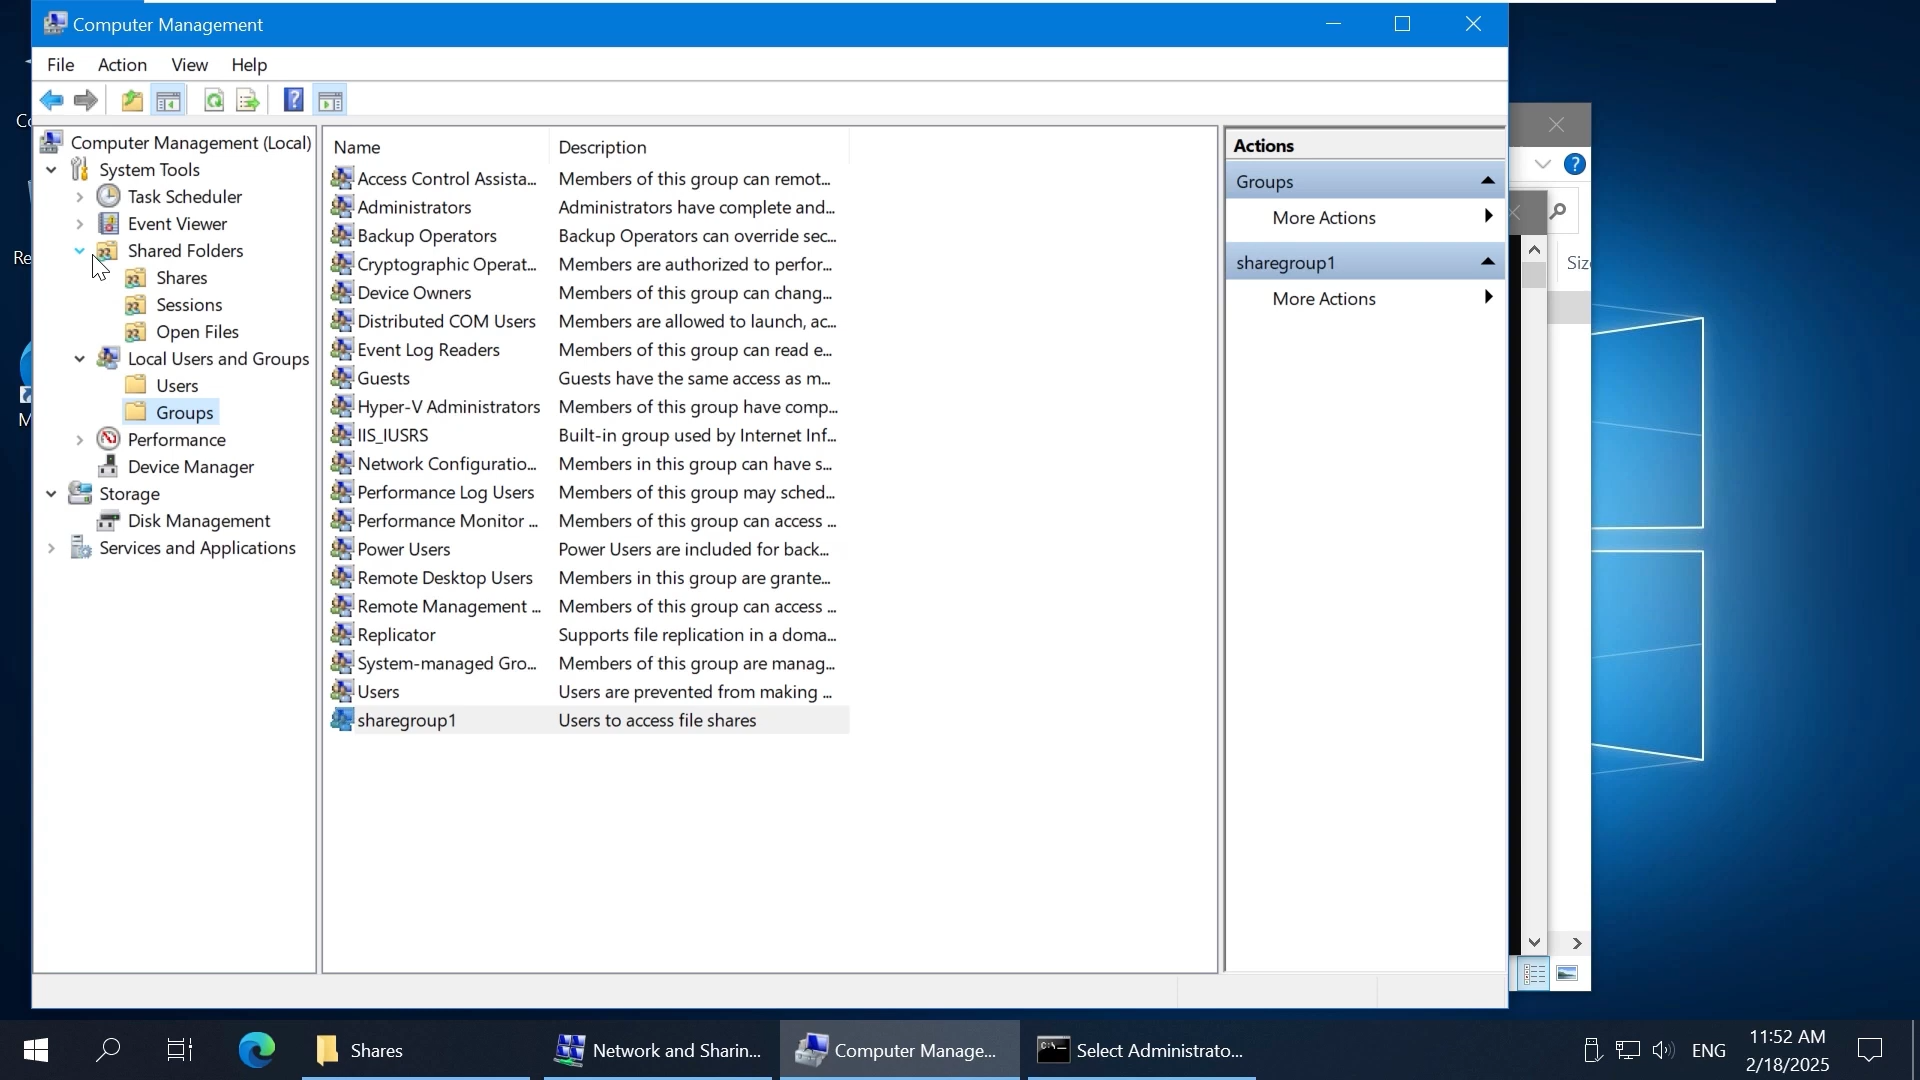 Computer Management
File Action View Help
Computer Management (Local)
System Tools
Task Scheduler
Event Viewer
Shared Folders
Shares
Sessions
Open Files
Local Users and Groups
Users
Groups
Performance
Device Manager
Storage
Disk Management
Services and Applications
Name Description
Access Control Assista... Members of this group can remot...
Administrators Administrators have complete and...
Backup Operators Backup Operators can override sec...
Cryptographic Operat... Members are authorized to perfor...
Device Owners Members of this group can chang...
Distributed COM Users Members are allowed to launch, ac...
Event Log Readers Members of this group can read e...
Guests Guests have the same access as m...
Hyper-V Administrators Members of this group have comp...
IIS_IUSRS Built-in group used by Internet Inf...
Network Configuratio... Members in this group can have s...
Performance Log Users Members of this group may sched...
Performance Monitor ... Members of this group can access ...
Power Users Power Users are included for back...
Remote Desktop Users Members in this group are grante...
Remote Management ... Members of this group can access ...
Replicator Supports file replication in a doma...
System-managed Gro... Members of this group are manag...
Users Users are prevented from making ...
sharegroup1 Users to access file shares
Actions
Groups
More Actions
sharegroup1
More Actions
Siz
Co
Re
M
Shares
Network and Sharin...
Computer Manage...
Select Administrato...
ENG
11:52 AM
2/18/2025